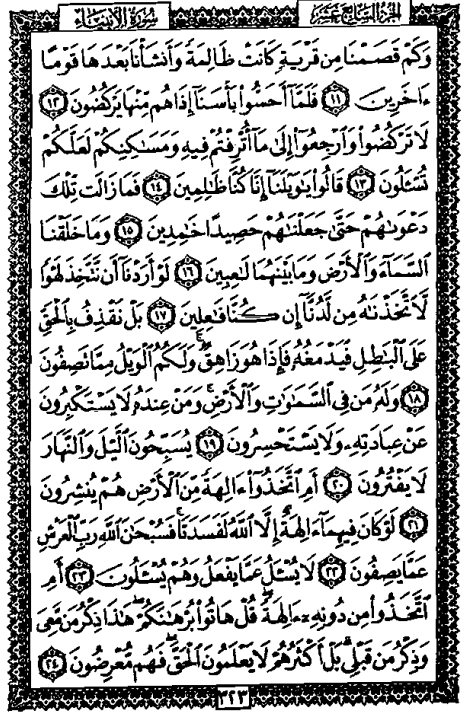 الجزء السابع عشر
سورة الأنبياء
وَكَمْ قَصَمْنَا مِن قَرْيَةٍ كَانَتْ ظَالِمَةً وَأَنشَأْنَا بَعْدَهَا قَوْمًا
ءَاخَرِينَ ۝١١ فَلَمَّآ أَحَسُّوا۟ بَأْسَنَآ إِذَا هُم مِّنْهَا يَرْكُضُونَ ۝١٢
لَا تَرْكُضُوا۟ وَٱرْجِعُوٓا۟ إِلَىٰ مَآ أُتْرِفْتُمْ فِيهِ وَمَسَـٰكِنِكُمْ لَعَلَّكُمْ
تُسْـَٔلُونَ ۝١٣ قَالُوا۟ يَـٰوَيْلَنَآ إِنَّا كُنَّا ظَـٰلِمِينَ ۝١٤ فَمَا زَالَت تِّلْكَ
دَعْوَىٰهُمْ حَتَّىٰ جَعَلْنَـٰهُمْ حَصِيدًا خَـٰمِدِينَ ۝١٥ وَمَا خَلَقْنَا
ٱلسَّمَآءَ وَٱلْأَرْضَ وَمَا بَيْنَهُمَا لَـٰعِبِينَ ۝١٦ لَوْ أَرَدْنَآ أَن نَّتَّخِذَ لَهْوًا
لَّٱتَّخَذْنَـٰهُ مِن لَّدُنَّآ إِن كُنَّا فَـٰعِلِينَ ۝١٧ بَلْ نَقْذِفُ بِٱلْحَقِّ
عَلَى ٱلْبَـٰطِلِ فَيَدْمَغُهُۥ فَإِذَا هُوَ زَاهِقٌ ۚ وَلَكُمُ ٱلْوَيْلُ مِمَّا تَصِفُونَ
۝١٨ وَلَهُۥ مَن فِى ٱلسَّمَـٰوَٰتِ وَٱلْأَرْضِ ۚ وَمَنْ عِندَهُۥ لَا يَسْتَكْبِرُونَ
عَنْ عِبَادَتِهِۦ وَلَا يَسْتَحْسِرُونَ ۝١٩ يُسَبِّحُونَ ٱلَّيْلَ وَٱلنَّهَارَ
لَا يَفْتُرُونَ ۝٢٠ أَمِ ٱتَّخَذُوٓا۟ ءَالِهَةً مِّنَ ٱلْأَرْضِ هُمْ يُنشِرُونَ
۝٢١ لَوْ كَانَ فِيهِمَآ ءَالِهَةٌ إِلَّا ٱللَّهُ لَفَسَدَتَا ۚ فَسُبْحَـٰنَ ٱللَّهِ رَبِّ ٱلْعَرْشِ
عَمَّا يَصِفُونَ ۝٢٢ لَا يُسْـَٔلُ عَمَّا يَفْعَلُ وَهُمْ يُسْـَٔلُونَ ۝٢٣ أَمِ
ٱتَّخَذُوا۟ مِن دُونِهِۦٓ ءَالِهَةً ۖ قُلْ هَاتُوا۟ بُرْهَـٰنَكُمْ ۖ هَـٰذَا ذِكْرُ مَن مَّعِىَ
وَذِكْرُ مَن قَبْلِى ۗ بَلْ أَكْثَرُهُمْ لَا يَعْلَمُونَ ٱلْحَقَّ ۖ فَهُم مُّعْرِضُونَ ۝٢٤
٣٢٣